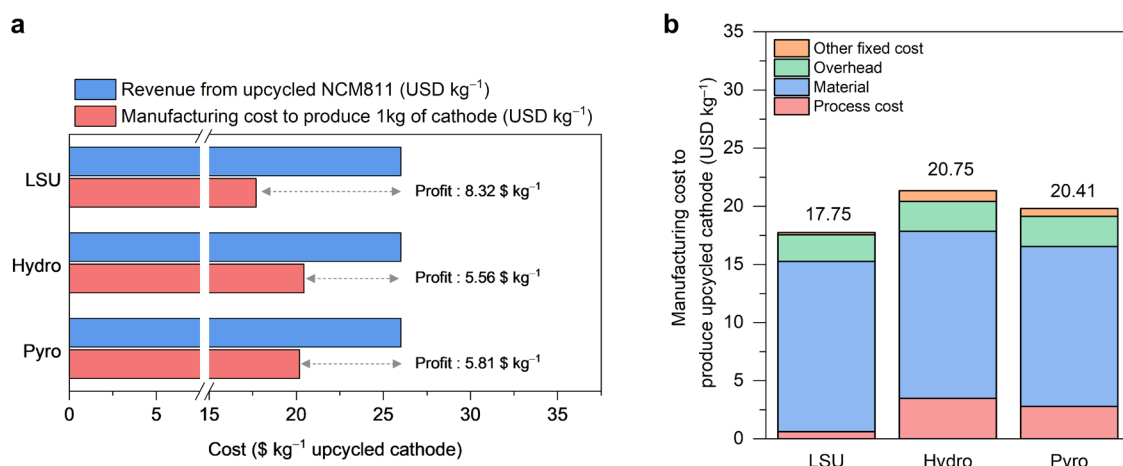 a
Revenue from upcycled NCM811 (USD kg⁻¹)
Manufacturing cost to produce 1kg of cathode (USD kg⁻¹)
LSU
Profit : 8.32 $ kg⁻¹
Hydro
Profit : 5.56 $ kg⁻¹
Pyro
Profit : 5.81 $ kg⁻¹
0 5 15 20 25 30 35
Cost ($ kg⁻¹ upcycled cathode)
b
Manufacturing cost to
produce upcycled cathode (USD kg⁻¹)
35
30
25
20
15
10
5
0
Other fixed cost
Overhead
Material
Process cost
17.75
20.75
20.41
LSU Hydro Pyro